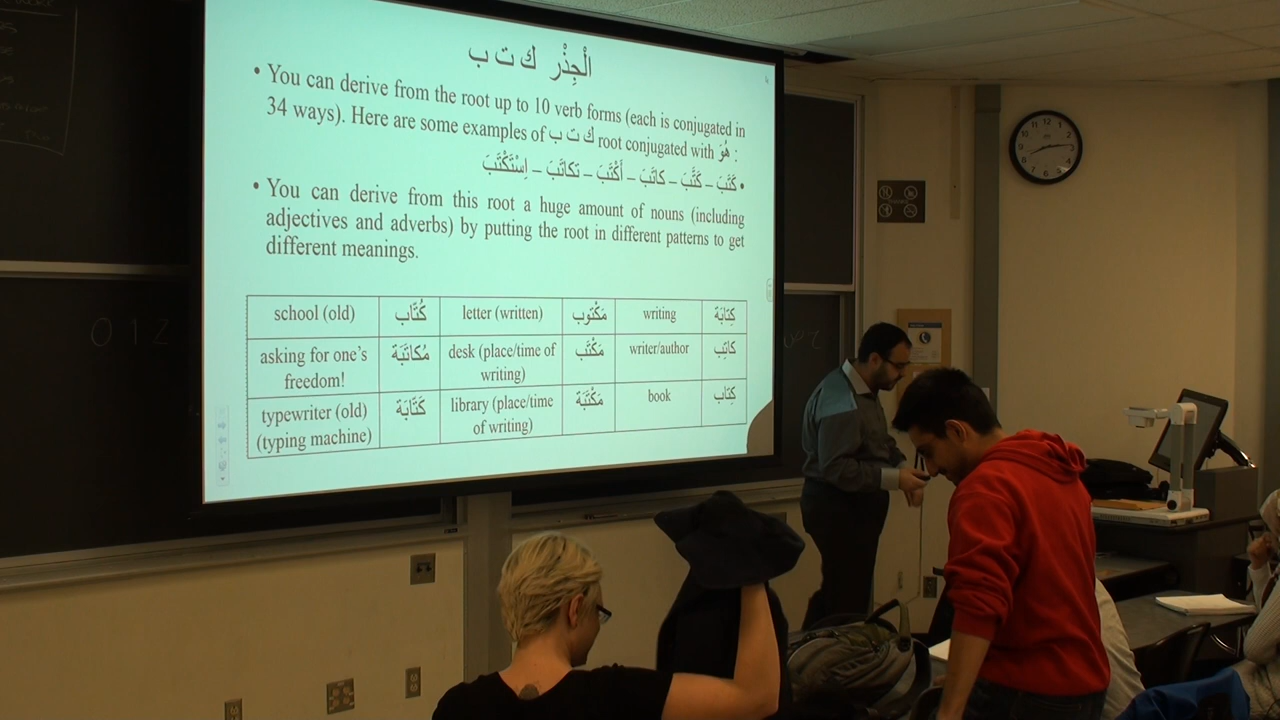 الْجِذْر ك ت ب
• You can derive from the root up to 10 verb forms (each is conjugated in
34 ways). Here are some examples of ك ت ب root conjugated with هُوَ :
• كَتَبَ – كَتَّبَ – كاتَبَ – أَكْتَبَ – تَكاتَبَ – اِسْتَكْتَبَ
• You can derive from this root a huge amount of nouns (including
adjectives and adverbs) by putting the root in different patterns to get
different meanings.
school (old) كُتَّاب letter (written) مَكْتوب writing كِتابَة
asking for one's freedom! مُكاتَبَة desk (place/time of writing) مَكْتَب writer/author كاتِب
typewriter (old) (typing machine) كَتَّابَة library (place/time of writing) مَكْتَبَة book كِتاب
0 1 2